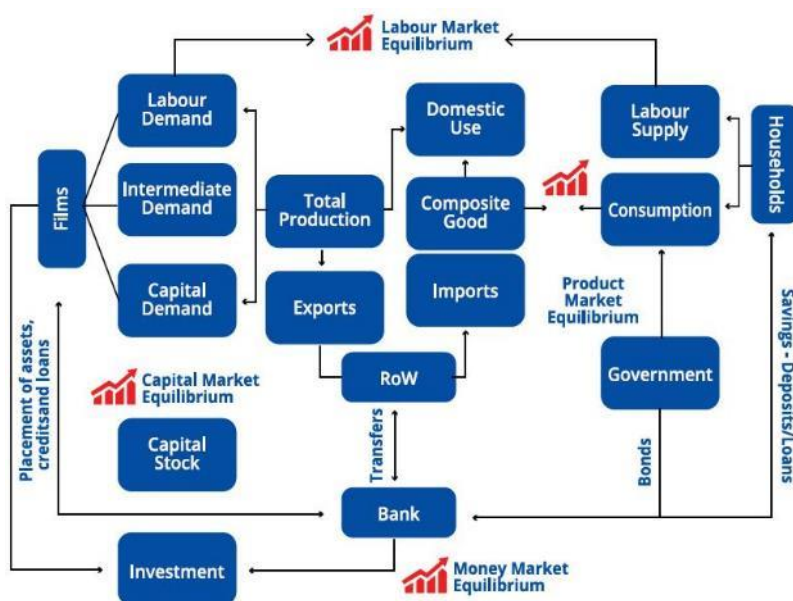 Labour Market
Equilibrium
Labour
Demand
Domestic
Use
Labour
Supply
Households
Films
Intermediate
Demand
Total
Production
Composite
Good
Consumption
Capital
Demand
Exports
Imports
Product
Market
Equilibrium
Placement of assets,
creditsand loans
Capital Market
Equilibrium
RoW
Government
Savings - Deposits/Loans
Capital
Stock
Transfers
Bonds
Bank
Investment
Money Market
Equilibrium